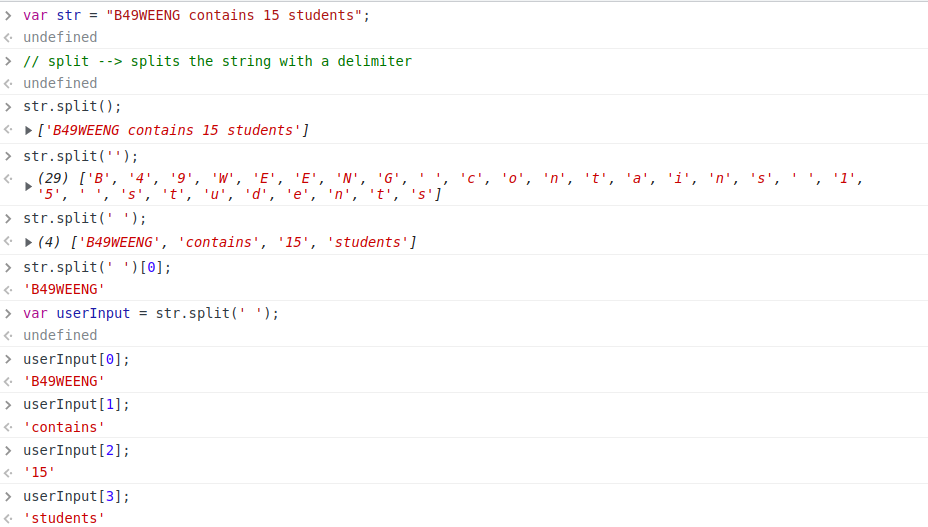 > var str = "B49WEENG contains 15 students";
< undefined
> // split --> splits the string with a delimiter
< undefined
> str.split();
< ▶ ['B49WEENG contains 15 students']
> str.split('');
< ▶ (29) ['B', '4', '9', 'W', 'E', 'E', 'N', 'G', ' ', 'c', 'o', 'n', 't', 'a', 'i', 'n', 's', ' ', '1',
'5', ' ', 's', 't', 'u', 'd', 'e', 'n', 't', 's']
> str.split(' ');
< ▶ (4) ['B49WEENG', 'contains', '15', 'students']
> str.split(' ')[0];
< 'B49WEENG'
> var userInput = str.split(' ');
< undefined
> userInput[0];
< 'B49WEENG'
> userInput[1];
< 'contains'
> userInput[2];
< '15'
> userInput[3];
< 'students'